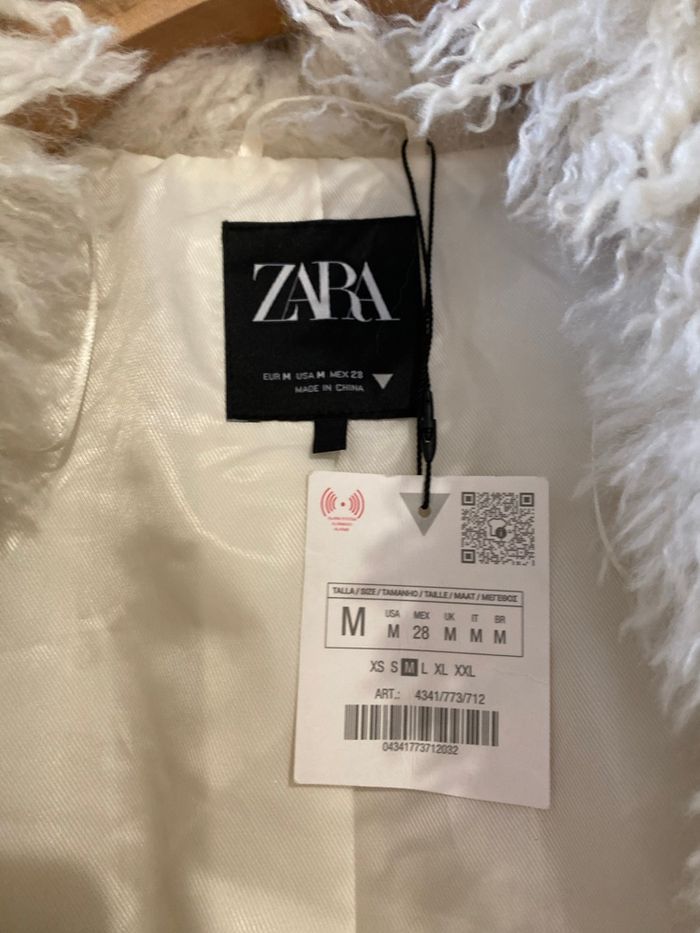 ZARA
EUR M USA M MEX 28
MADE IN CHINA
TALLA / SIZE / TAMANHO / TAILLE / MAAT / ΜΕΓΕΘΟΣ
M
USA MEX UK IT BR
M 28 M M M
XS S M L XL XXL
ART.: 4341/773/712
04341773712032